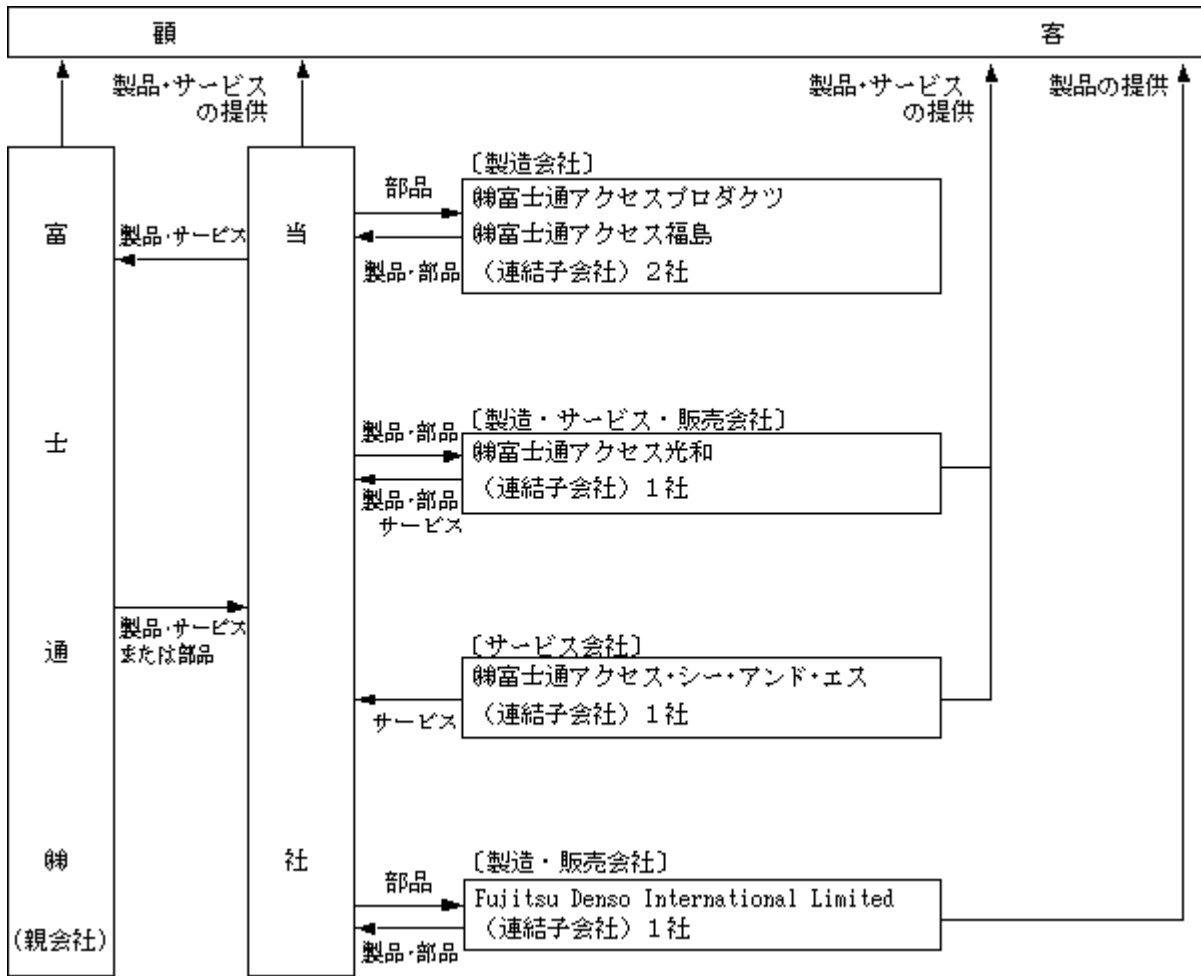 顧客
製品・サービス
の提供
製品・サービス
の提供
製品の提供
富士通㈱
(親会社)
製品・サービス
製品・サービス
または部品
当社
〔製造会社〕
部品
㈱富士通アクセスプロダクツ
㈱富士通アクセス福島
(連結子会社)2社
製品・部品
〔製造・サービス・販売会社〕
製品・部品
㈱富士通アクセス光和
(連結子会社)1社
製品・部品
サービス
〔サービス会社〕
㈱富士通アクセス・シー・アンド・エス
(連結子会社)1社
サービス
〔製造・販売会社〕
部品
Fujitsu Denso International Limited
(連結子会社)1社
製品・部品